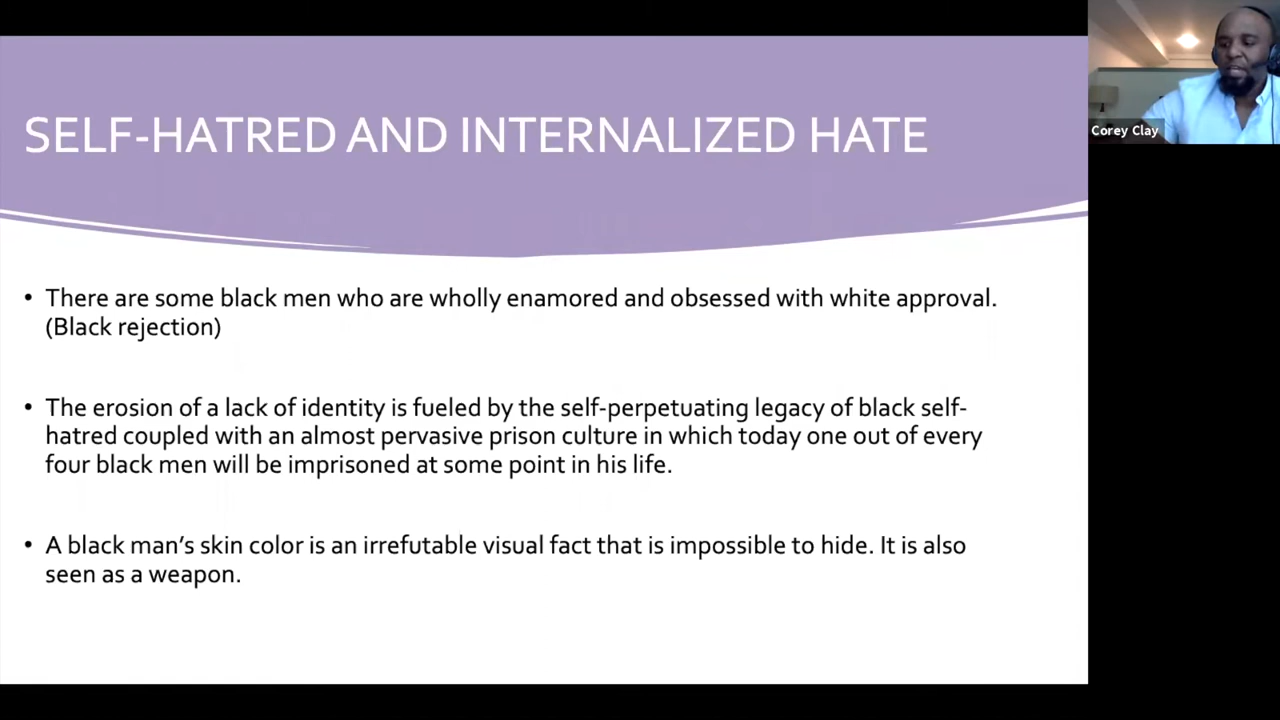 SELF-HATRED AND INTERNALIZED HATE
Corey Clay
• There are some black men who are wholly enamored and obsessed with white approval.
(Black rejection)
• The erosion of a lack of identity is fueled by the self-perpetuating legacy of black self-
hatred coupled with an almost pervasive prison culture in which today one out of every
four black men will be imprisoned at some point in his life.
• A black man’s skin color is an irrefutable visual fact that is impossible to hide. It is also
seen as a weapon.